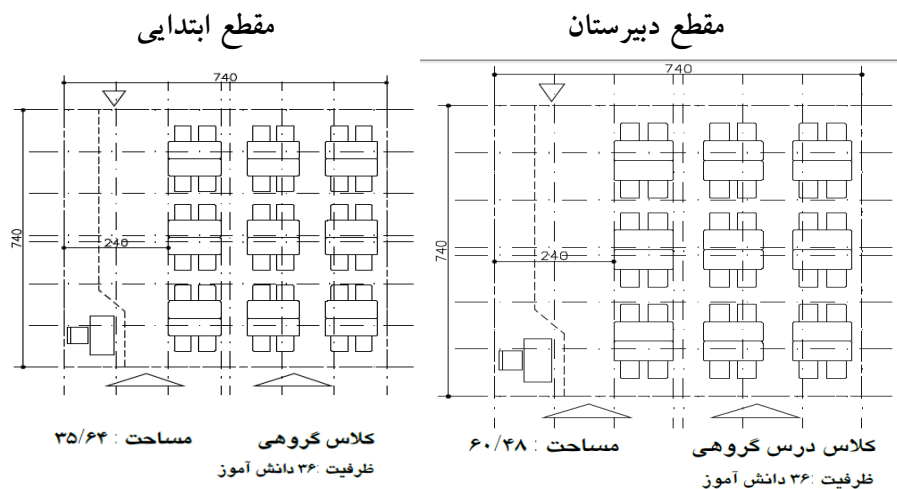 مقطع ابتدایی
740
740
240
مساحت : ۳۵/۶۴
کلاس گروهی
ظرفیت :۳۶ دانش آموز
مقطع دبیرستان
740
740
240
مساحت : ۶۰/۴۸
کلاس درس گروهی
ظرفیت :۳۶ دانش آموز